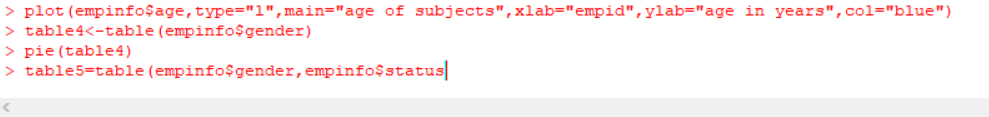 > plot(empinfo$age,type="l",main="age of subjects",xlab="empid",ylab="age in years",col="blue")
> table4<-table(empinfo$gender)
> pie(table4)
> table5=table(empinfo$gender,empinfo$status